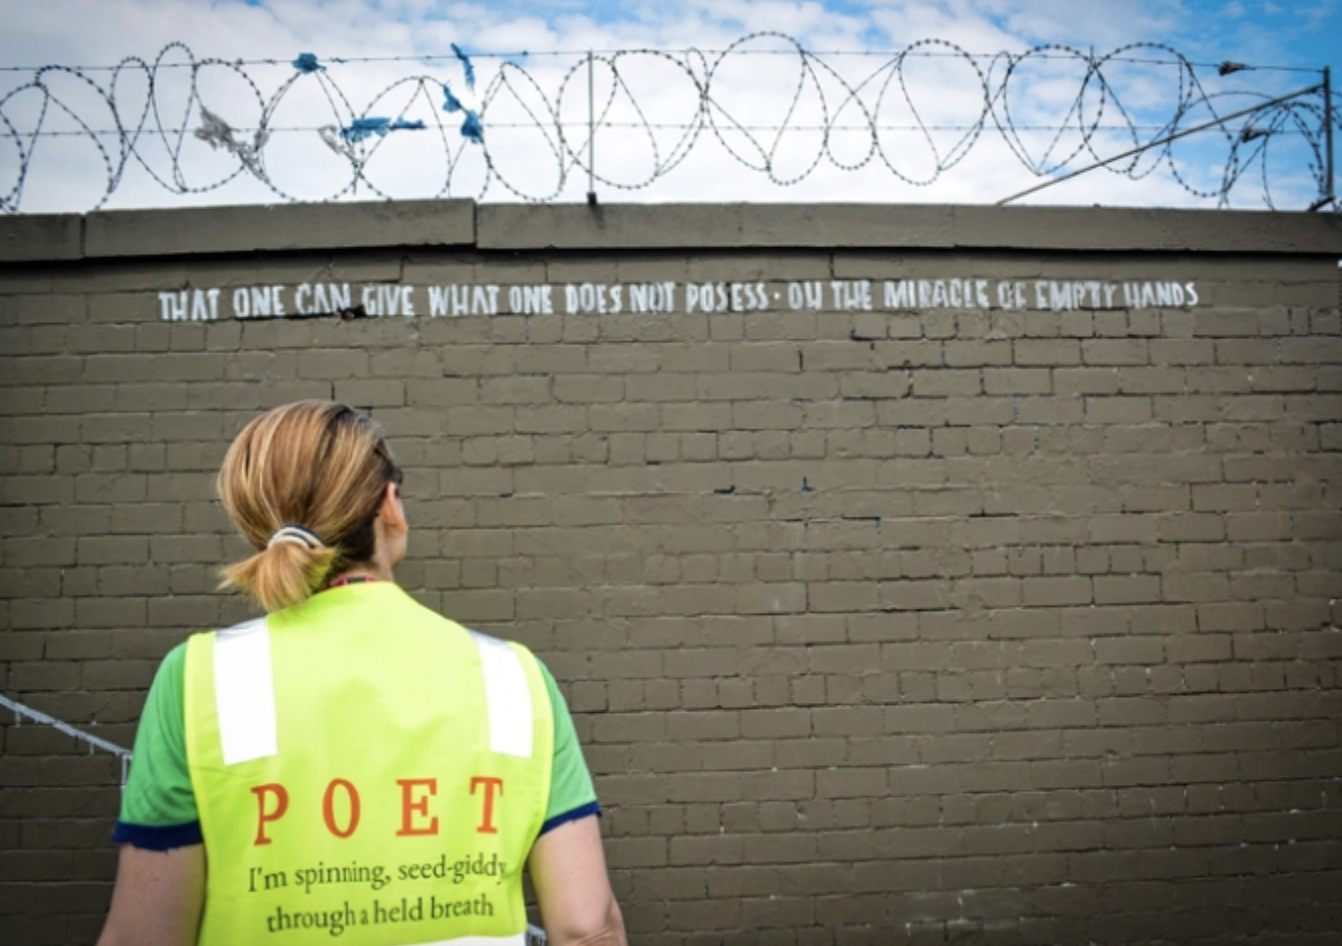 THAT ONE CAN GIVE WHAT ONE DOES NOT POSESS · OH THE MIRACLE OF EMPTY HANDS
POET
I'm spinning, seed-giddy
through a held breath